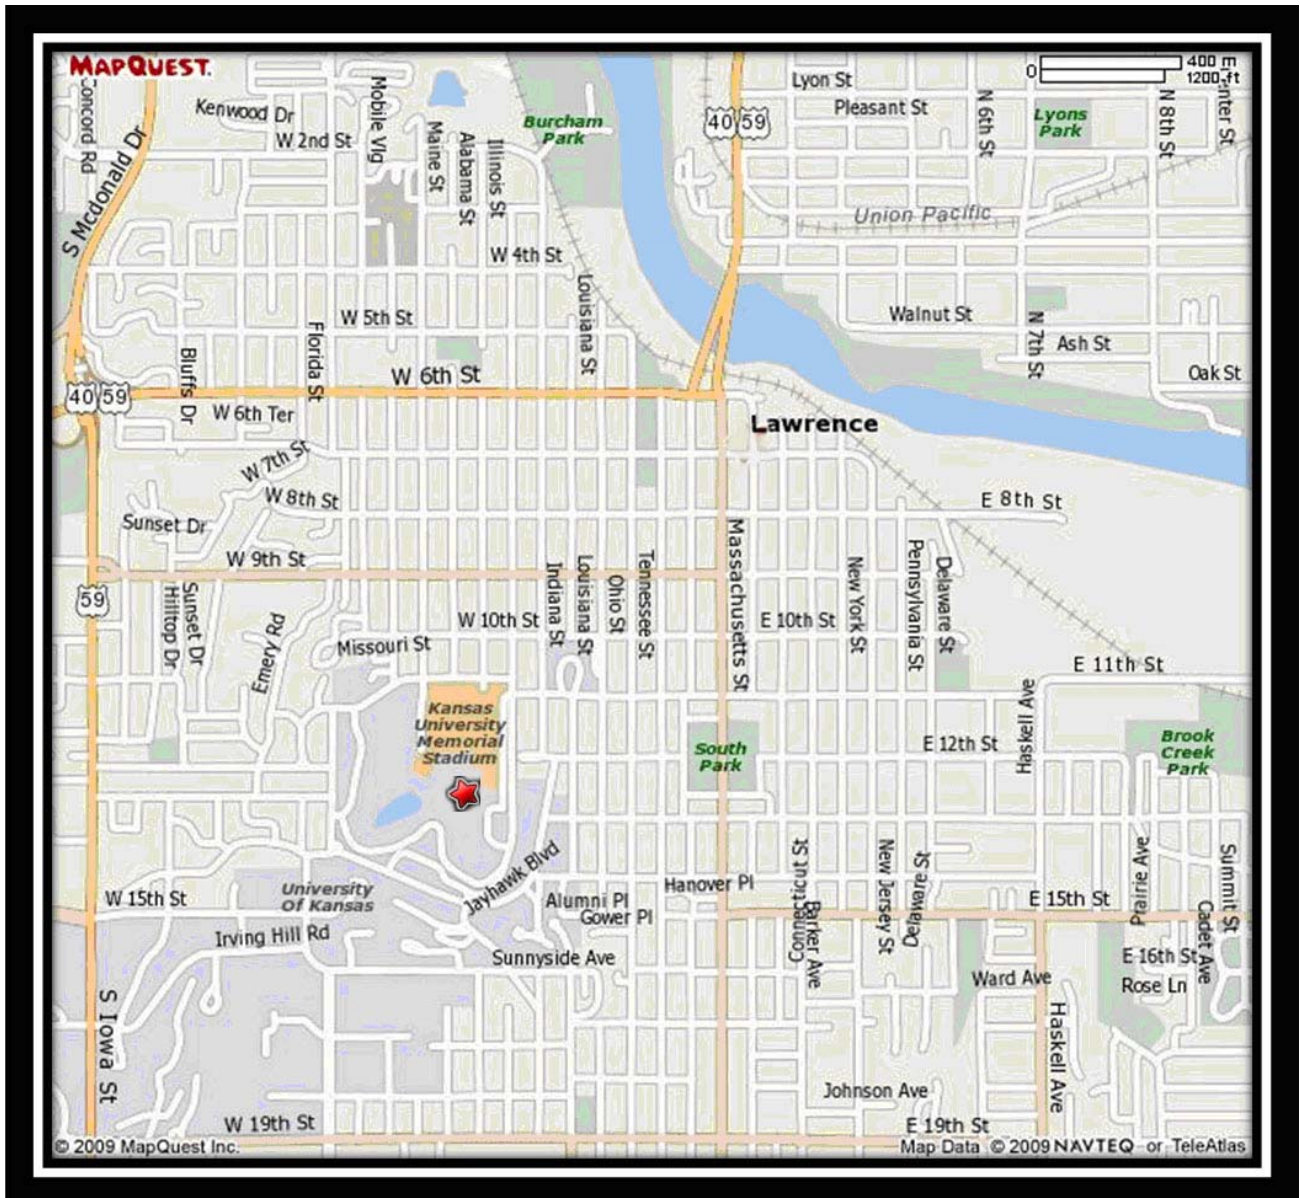 MAPQUEST.
400 m
0
1200 ft
Lyon St
Concord Rd
Kenwood Dr
Mobile Vlg
Pleasant St
N 6th St
Lyons
Park
N 8th St
40 59
Burcham
Park
W 2nd St
Maine St
Alabama St
Illinois St
S Mcdonald Dr
Union Pacific
W 4th St
Louisiana St
W 5th St
Walnut St
N 7th St
Ash St
Florida St
Bluffs Dr
W 6th St
Oak St
40 59
W 6th Ter
Lawrence
W 7th St
W 8th St
E 8th St
Sunset Dr
Massachusetts St
W 9th St
Indiana St
Louisiana St
Ohio St
Tennessee St
New York St
Pennsylvania St
Delaware St
59
Hilltop Dr
Sunset Dr
Emery Rd
W 10th St
E 10th St
Missouri St
E 11th St
Haskell Ave
Kansas
University
Memorial
Stadium
South
Park
E 12th St
Brook
Creek
Park
Jayhawk Blvd
Connecticut St
Barker Ave
New Jersey St
Delaware St
Prairie Ave
Summit St
Cadet Ave
University
Of Kansas
W 15th St
Hanover Pl
Alumni Pl
Gower Pl
E 15th St
Irving Hill Rd
Sunnyside Ave
E 16th St
Ward Ave
Rose Ln
S Iowa St
Haskell Ave
Johnson Ave
W 19th St
E 19th St
© 2009 MapQuest Inc.
Map Data © 2009 NAVTEQ or TeleAtlas